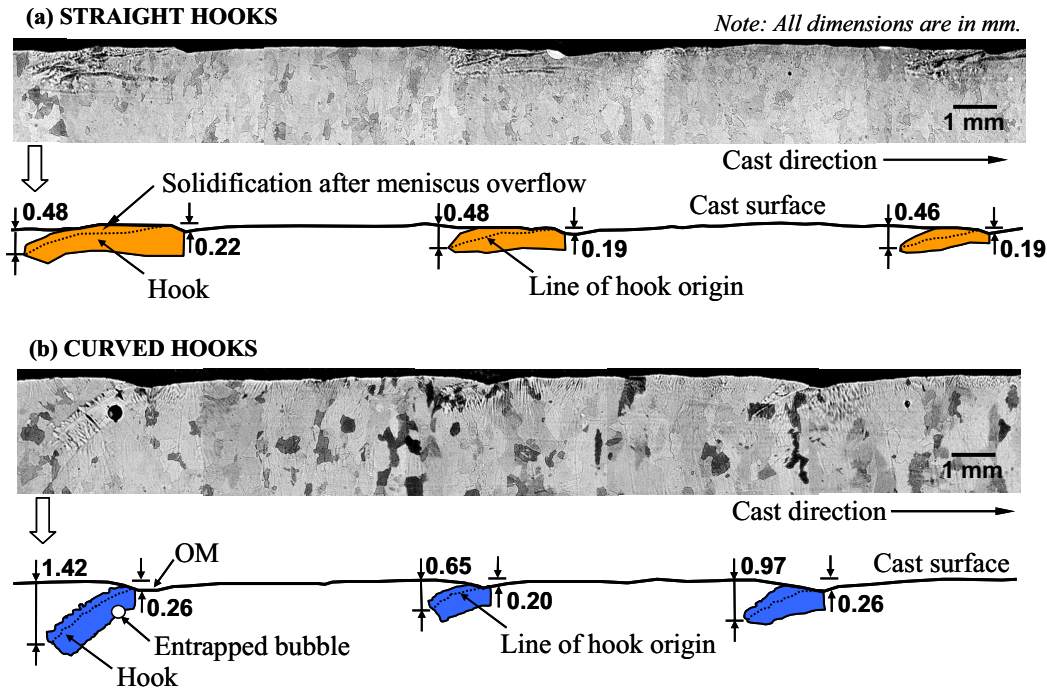 (a) STRAIGHT HOOKS
Note: All dimensions are in mm.
1 mm
Cast direction
Solidification after meniscus overflow
0.48
0.22
Hook
0.48
0.19
Line of hook origin
Cast surface
0.46
0.19
(b) CURVED HOOKS
1 mm
Cast direction
OM
1.42
0.26
Entrapped bubble
Hook
0.65
0.20
Line of hook origin
0.97
0.26
Cast surface